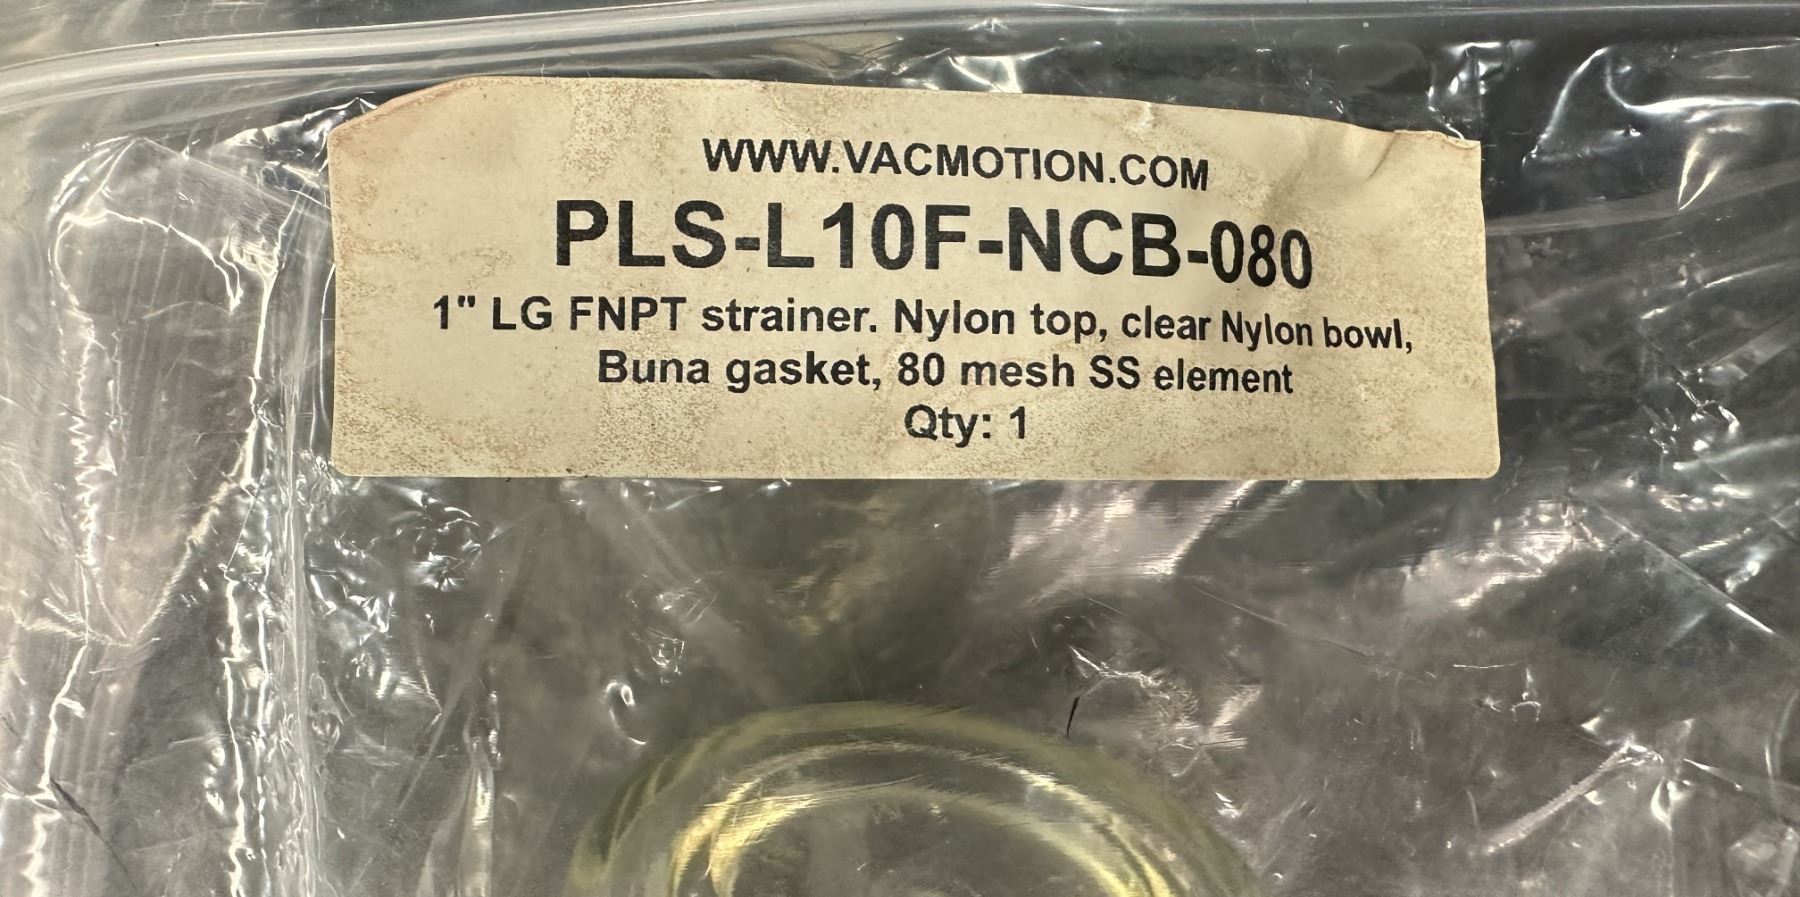 WWW.VACMOTION.COM
PLS-L10F-NCB-080
1" LG FNPT strainer. Nylon top, clear Nylon bowl,
Buna gasket, 80 mesh SS element
Qty: 1